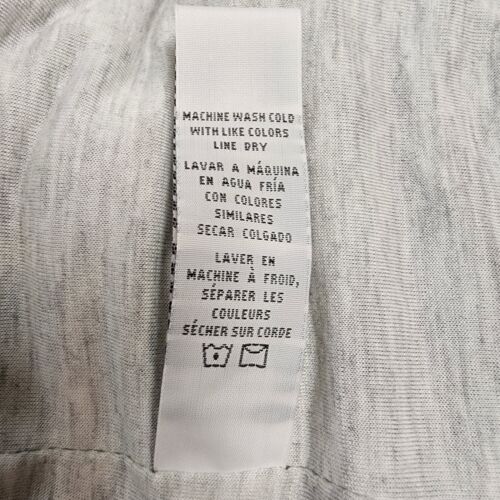 MACHINE WASH COLD
WITH LIKE COLORS
LINE DRY
LAVAR A MÁQUINA
EN AGUA FRÍA
CON COLORES
SIMILARES
SECAR COLGADO
LAVER EN
MACHINE À FROID,
SÉPARER LES
COULEURS
SÉCHER SUR CORDE